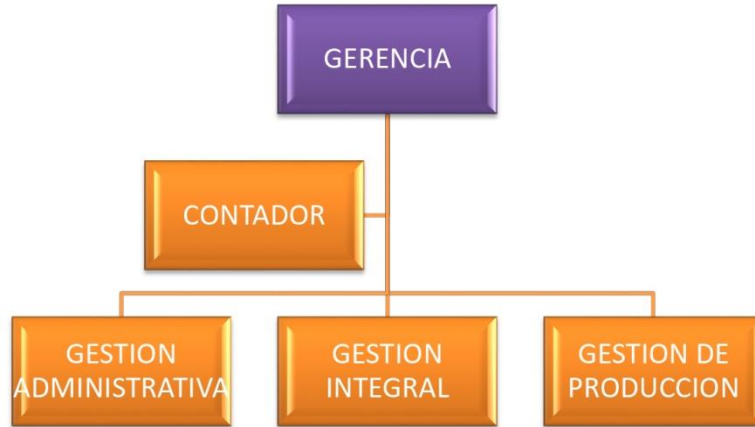 GERENCIA
CONTADOR
GESTION
ADMINISTRATIVA
GESTION
INTEGRAL
GESTION DE
PRODUCCION